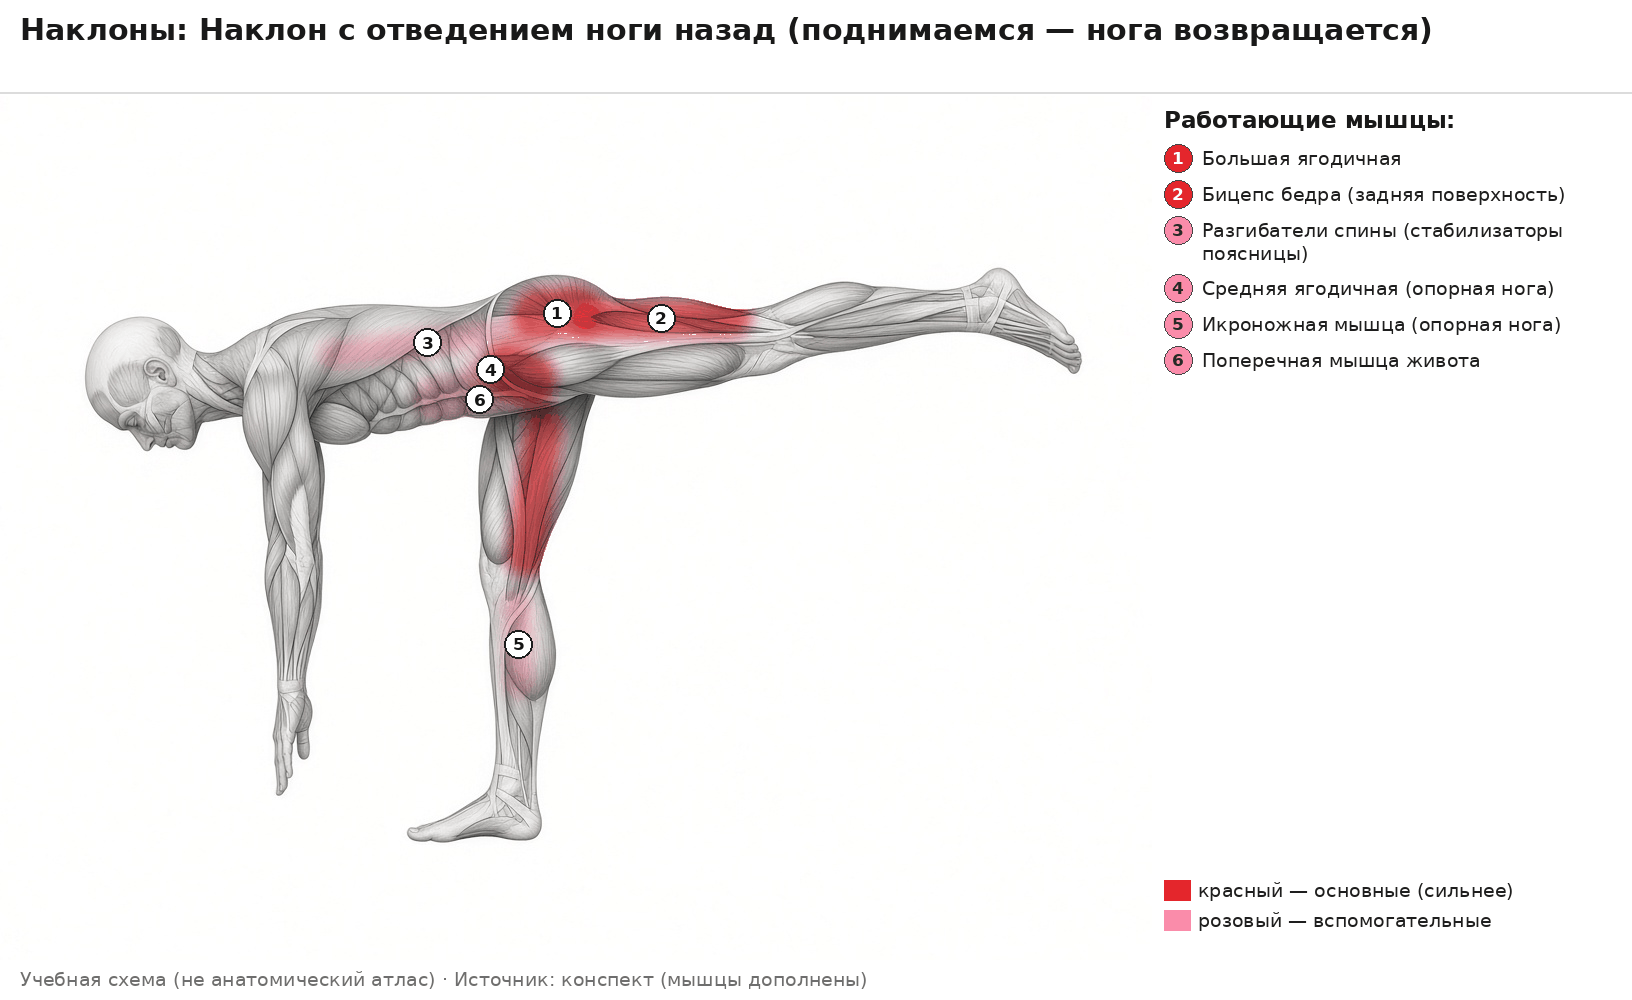 Наклоны: Наклон с отведением ноги назад (поднимаемся — нога возвращается)
Работающие мышцы:
1 Большая ягодичная
2 Бицепс бедра (задняя поверхность)
3 Разгибатели спины (стабилизаторы
поясницы)
4 Средняя ягодичная (опорная нога)
5 Икроножная мышца (опорная нога)
6 Поперечная мышца живота
1
2
3
4
6
5
красный — основные (сильнее)
розовый — вспомогательные
Учебная схема (не анатомический атлас) · Источник: конспект (мышцы дополнены)